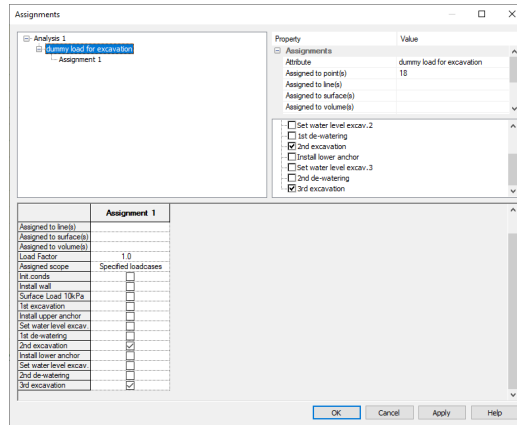 Assignments
Analysis 1
dummy load for excavation
Assignment 1
Property Value
Assignments
Attribute dummy load for excavation
Assigned to point(s) 18
Assigned to line(s)
Assigned to surface(s)
Assigned to volume(s)
Set water level excav.2
1st de-watering
2nd excavation
Install lower anchor
Set water level excav.3
2nd de-watering
3rd excavation
Assignment 1
Assigned to line(s)
Assigned to surface(s)
Assigned to volume(s)
Load Factor 1.0
Assigned scope Specified loadcases
Init.conds
Install wall
Surface Load 10kPa
1st excavation
Install upper anchor
Set water level excav.
1st de-watering
2nd excavation
Install lower anchor
Set water level excav.
2nd de-watering
3rd excavation
OK Cancel Apply Help